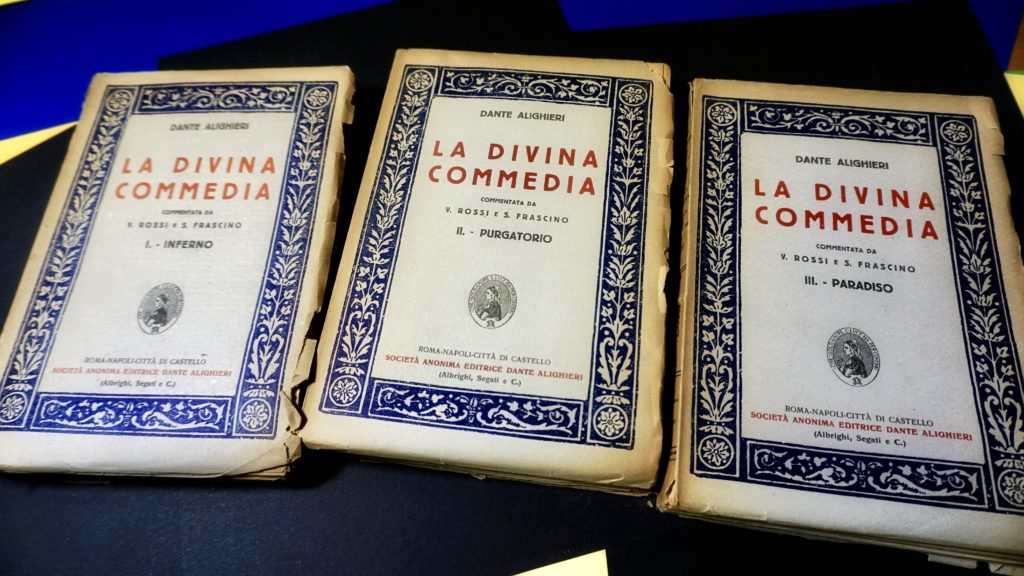 DANTE ALIGHIERI
LA DIVINA
COMMEDIA
COMMENTATA DA
V. ROSSI E S. FRASCINO
I. - INFERNO
ROMA-NAPOLI-CITTÀ DI CASTELLO
SOCIETÀ ANONIMA EDITRICE DANTE ALIGHIERI
(Albrighi, Segati e C.)
DANTE ALIGHIERI
LA DIVINA
COMMEDIA
COMMENTATA DA
V. ROSSI E S. FRASCINO
II. - PURGATORIO
ROMA-NAPOLI-CITTÀ DI CASTELLO
SOCIETÀ ANONIMA EDITRICE DANTE ALIGHIERI
(Albrighi, Segati e C.)
DANTE ALIGHIERI
LA DIVINA
COMMEDIA
COMMENTATA DA
V. ROSSI E S. FRASCINO
III. - PARADISO
ROMA-NAPOLI-CITTÀ DI CASTELLO
SOCIETÀ ANONIMA EDITRICE DANTE ALIGHIERI
(Albrighi, Segati e C.)